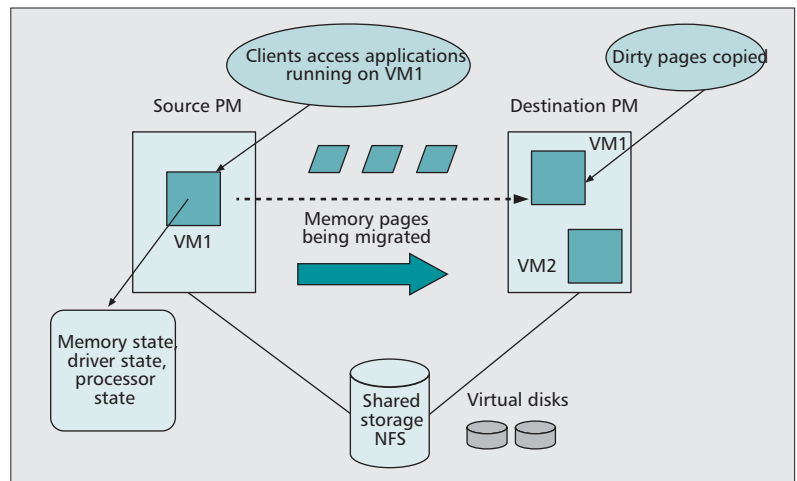 Clients access applications
running on VM1
Dirty pages copied
Source PM
Destination PM
VM1
VM1
Memory pages
being migrated
VM2
Memory state,
driver state,
processor
state
Shared
storage
NFS
Virtual disks